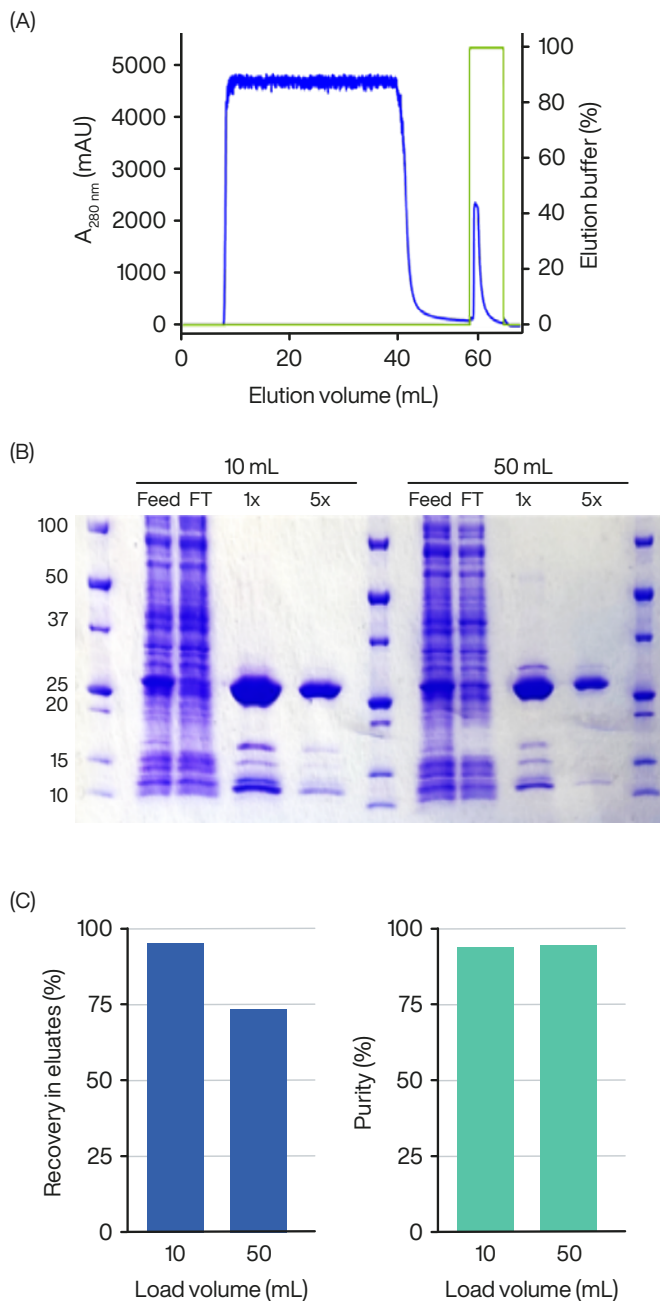 (A)
5000
4000
3000
2000
1000
0
A280 nm (mAU)
100
80
60
40
20
0
Elution buffer (%)
0 20 40 60
Elution volume (mL)
(B)
10 mL 50 mL
Feed FT 1x 5x Feed FT 1x 5x
100
50
37
25
20
15
10
(C)
100
75
50
25
0
Recovery in eluates (%)
10 50
Load volume (mL)
100
75
50
25
0
Purity (%)
10 50
Load volume (mL)